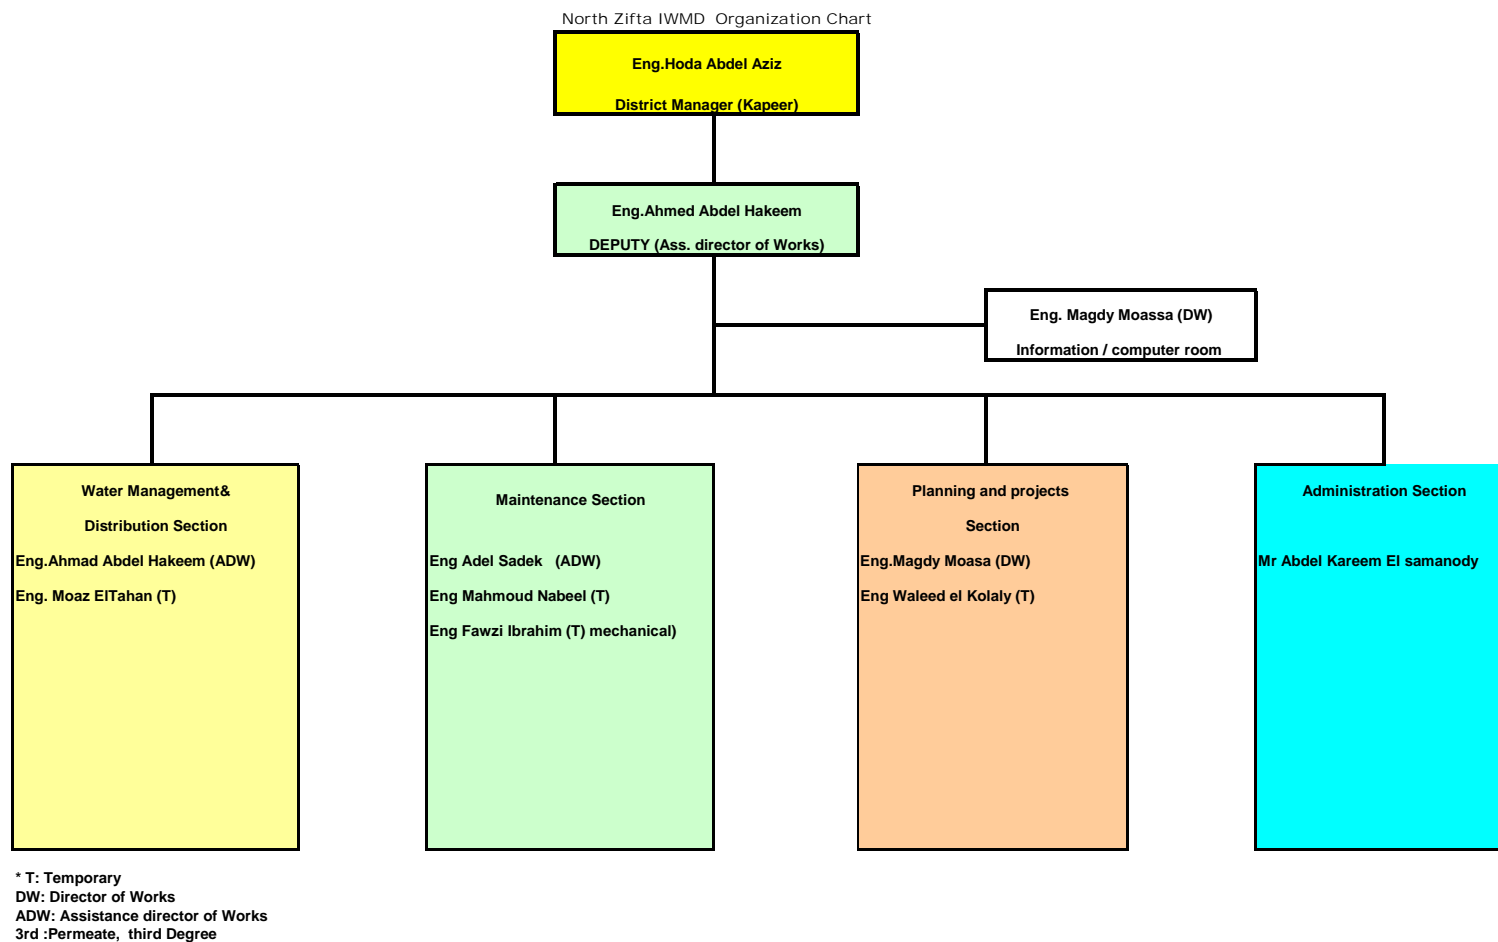 North Zifta IWMD  Organization Chart
Eng.Hoda Abdel Aziz
District Manager (Kapeer)
Eng.Ahmed Abdel Hakeem
DEPUTY (Ass. director of Works)
Eng. Magdy Moassa (DW)
Information / computer room
Water Management&
Distribution Section
Eng.Ahmad Abdel Hakeem (ADW)
Eng. Moaz ElTahan (T)
Maintenance Section
Eng Adel Sadek   (ADW)
Eng Mahmoud Nabeel (T)
Eng Fawzi Ibrahim (T) mechanical)
Planning and projects
Section
Eng.Magdy Moasa (DW)
Eng Waleed el Kolaly (T)
Administration Section
Mr Abdel Kareem El samanody
* T: Temporary
DW: Director of Works
ADW: Assistance director of Works
3rd :Permeate,  third Degree